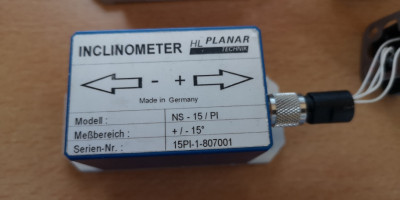 INCLINOMETER HL PLANAR
TECHNIK
- +
Made in Germany
Modell : NS - 15 / PI
Meßbereich : + / - 15°
Serien-Nr. : 15PI-1-807001